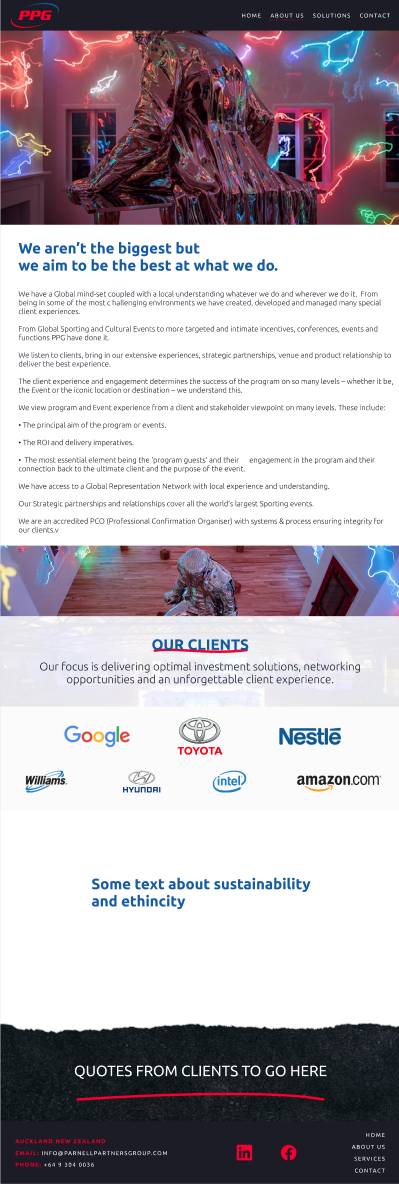 PPG
HOME ABOUT US SOLUTIONS CONTACT
We aren't the biggest but
we aim to be the best at what we do.
We have a Global mind-set coupled with a local understanding whatever we do and wherever we do it. From
being in some of the most c hallenging environments we have created, developed and managed many special
client experiences.
From Global Sporting and Cultural Events to more targeted and intimate incentives, conferences, events and
functions PPG have done it.
We listen to clients, bring in our extensive experiences, strategic partnerships, venue and product relationship to
deliver the best experience.
The client experience and engagement determines the success of the program on so many levels – whether it be,
the Event or the iconic location or destination – we understand this.
We view program and Event experience from a client and stakeholder viewpoint on many levels. These include:
• The principal aim of the program or events.
• The ROI and delivery imperatives.
• The most essential element being the 'program guests' and their engagement in the program and their
connection back to the ultimate client and the purpose of the event.
We have access to a Global Representation Network with local experience and understanding.
Our Strategic partnerships and relationships cover all the world's largest Sporting events.
We are an accredited PCO (Professional Confirmation Organiser) with systems & process ensuring integrity for
our clients.v
OUR CLIENTS
Our focus is delivering optimal investment solutions, networking
opportunities and an unforgettable client experience.
Google TOYOTA Nestlé
Williams HYUNDAI intel amazon.com
Some text about sustainability
and ethincity
QUOTES FROM CLIENTS TO GO HERE
AUCKLAND NEW ZEALAND
EMAIL: INFO@PARNELLPARTNERSGROUP.COM
PHONE: +64 9 304 0036
in f
HOME
ABOUT US
SERVICES
CONTACT